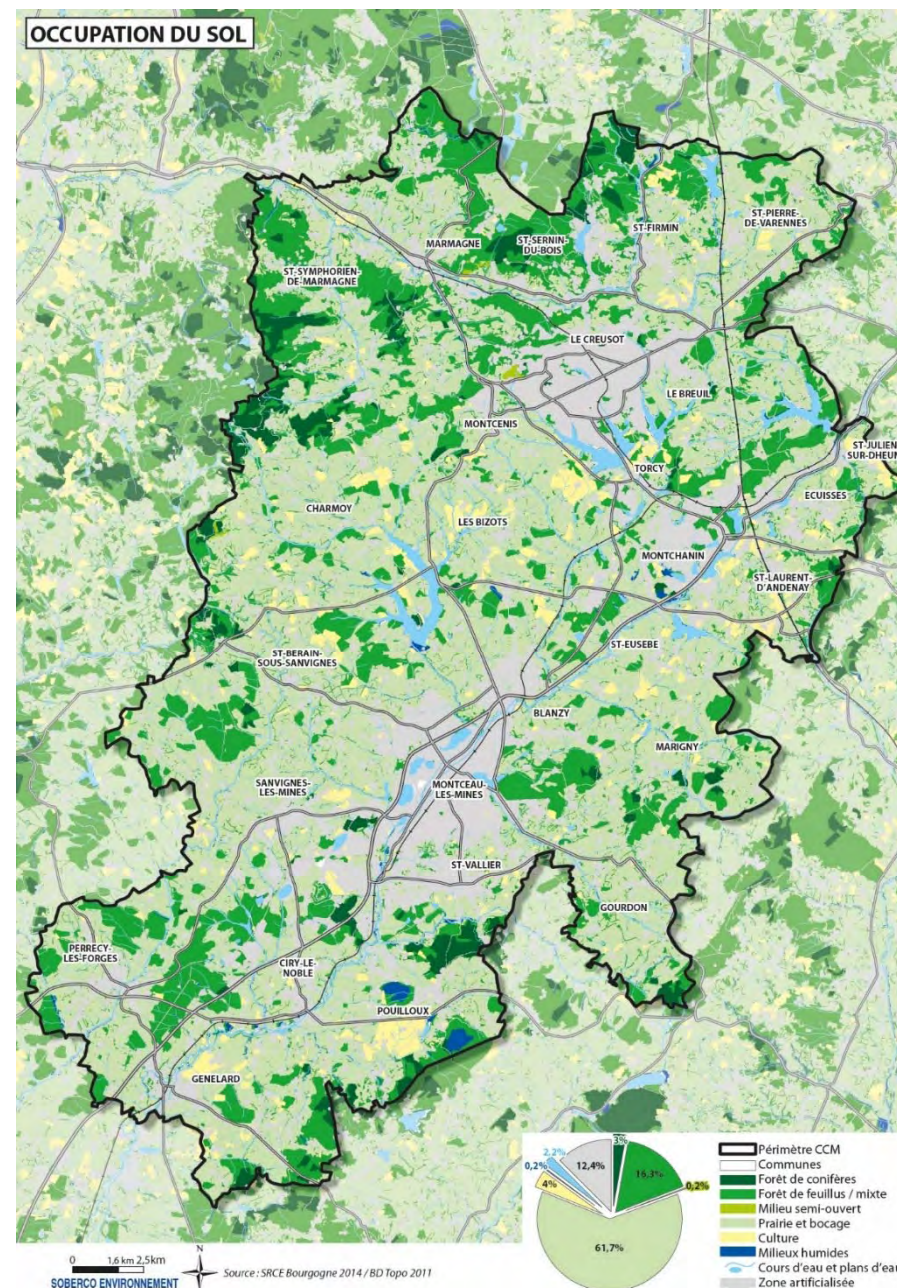 OCCUPATION DU SOL
MARMAGNE
ST-SERNIN-
DU-BOIS
ST-FIRMIN
ST-PIERRE-
DE-VARENNES
ST-SYMPHORIEN-
DE-MARMAGNE
LE CREUSOT
LE BREUIL
MONTCENIS
ST-JULIEN
SUR-DHEUN
TORCY
ECUISSES
CHARMOY
LES BIZOTS
MONTCHANIN
ST-LAURENT-
D'ANDENAY
ST-EUSEBE
ST-BERAIN-
SOUS-SANVIGNES
BLANZY
MARIGNY
SANVIGNES-
LES-MINES
MONTCEAU-
LES-MINES
ST-VALLIER
GOURDON
PERRECY-
LES-FORGES
CIRY-LE-
NOBLE
POUILLOUX
GENELARD
3%
2,2%
12,4%
16,3%
0,2%
0,2%
4%
61,7%
Périmètre CCM
Communes
Forêt de conifères
Forêt de feuillus / mixte
Milieu semi-ouvert
Prairie et bocage
Culture
Milieux humides
Cours d'eau et plans d'eau
Zone artificialisée
0 1,6 km 2,5km
N
SOBERCO ENVIRONNEMENT
Source : SRCE Bourgogne 2014 / BD Topo 2011